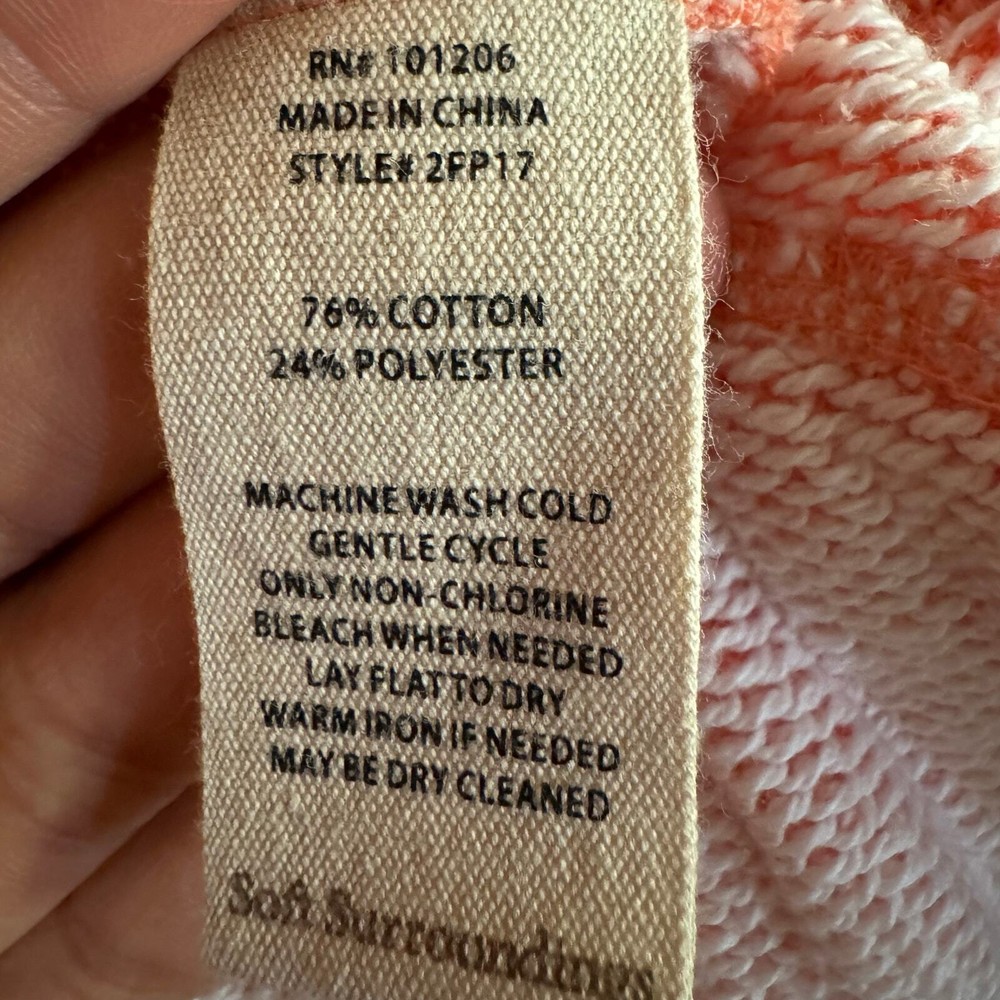 RN# 101206
MADE IN CHINA
STYLE# 2FP17
76% COTTON
24% POLYESTER
MACHINE WASH COLD
GENTLE CYCLE
ONLY NON-CHLORINE
BLEACH WHEN NEEDED
LAY FLAT TO DRY
WARM IRON IF NEEDED
MAY BE DRY CLEANED
Soft Surroundings